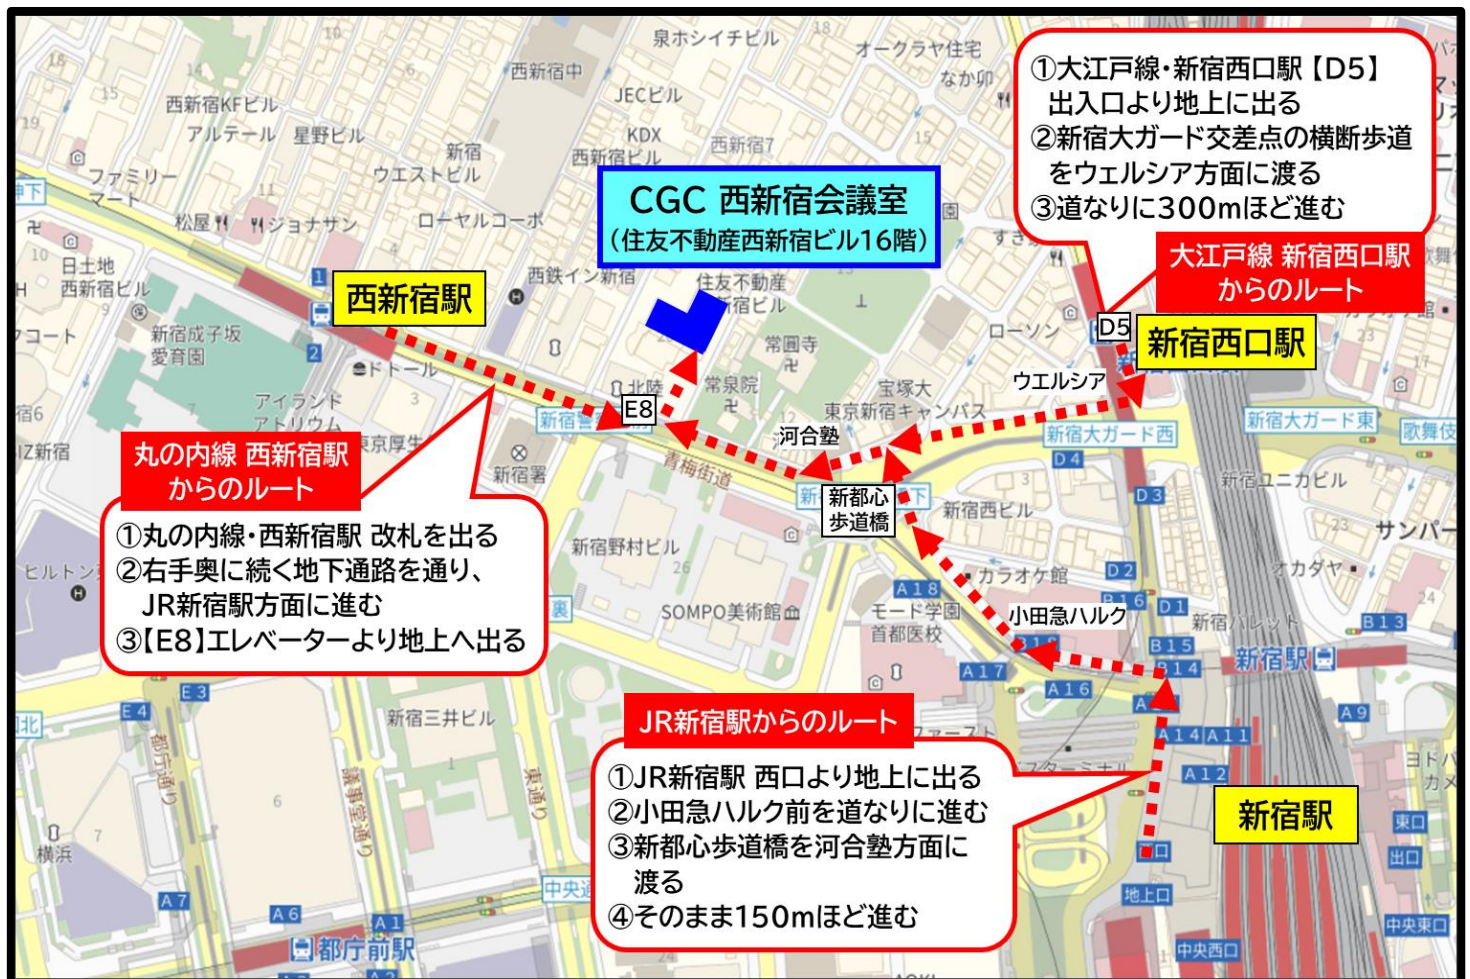 泉ホシイチビル
オークラヤ住宅
なか卯
西新宿中
JECビル
西新宿KFビル
アルテール
星野ビル
KDX
西新宿ビル
西新宿7
新宿
ウエストビル
ファミリー
マート
松屋
ジョナサン
ローヤルコーポ
日土地
西新宿ビル
西鉄イン新宿
住友不動産
新宿成子坂
愛育園
ドトール
常圓寺
常泉院
北陸
ローソン
宝塚大
東京新宿キャンパス
アイランド
アトリウム
新宿署
青梅街道
新宿大ガード西
新宿大ガード東
新宿西ビル
新宿ユニカビル
新宿野村ビル
SOMPO美術館
カラオケ館
モード学園
首都医校
オカダヤ
新宿パレット
新宿駅
新宿三井ビル
都庁通り
議事堂通り
東通り
横浜
都庁前駅
地上口
中央西口
中央東口
東口
出口
E3
E4
A7
A6
A1
A18
A17
A16
A14
A11
A12
A9
B16
B15
B14
B13
D1
D2
D3
D4
CGC 西新宿会議室
(住友不動産西新宿ビル16階)
西新宿駅
新宿西口駅
新宿駅
E8
D5
ウエルシア
河合塾
新都心
歩道橋
小田急ハルク
①大江戸線・新宿西口駅【D5】
出入口より地上に出る
②新宿大ガード交差点の横断歩道
をウェルシア方面に渡る
③道なりに300mほど進む
大江戸線 新宿西口駅
からのルート
丸の内線 西新宿駅
からのルート
①丸の内線・西新宿駅 改札を出る
②右手奥に続く地下通路を通り、
JR新宿駅方面に進む
③【E8】エレベーターより地上へ出る
JR新宿駅からのルート
①JR新宿駅 西口より地上に出る
②小田急ハルク前を道なりに進む
③新都心歩道橋を河合塾方面に
渡る
④そのまま150mほど進む